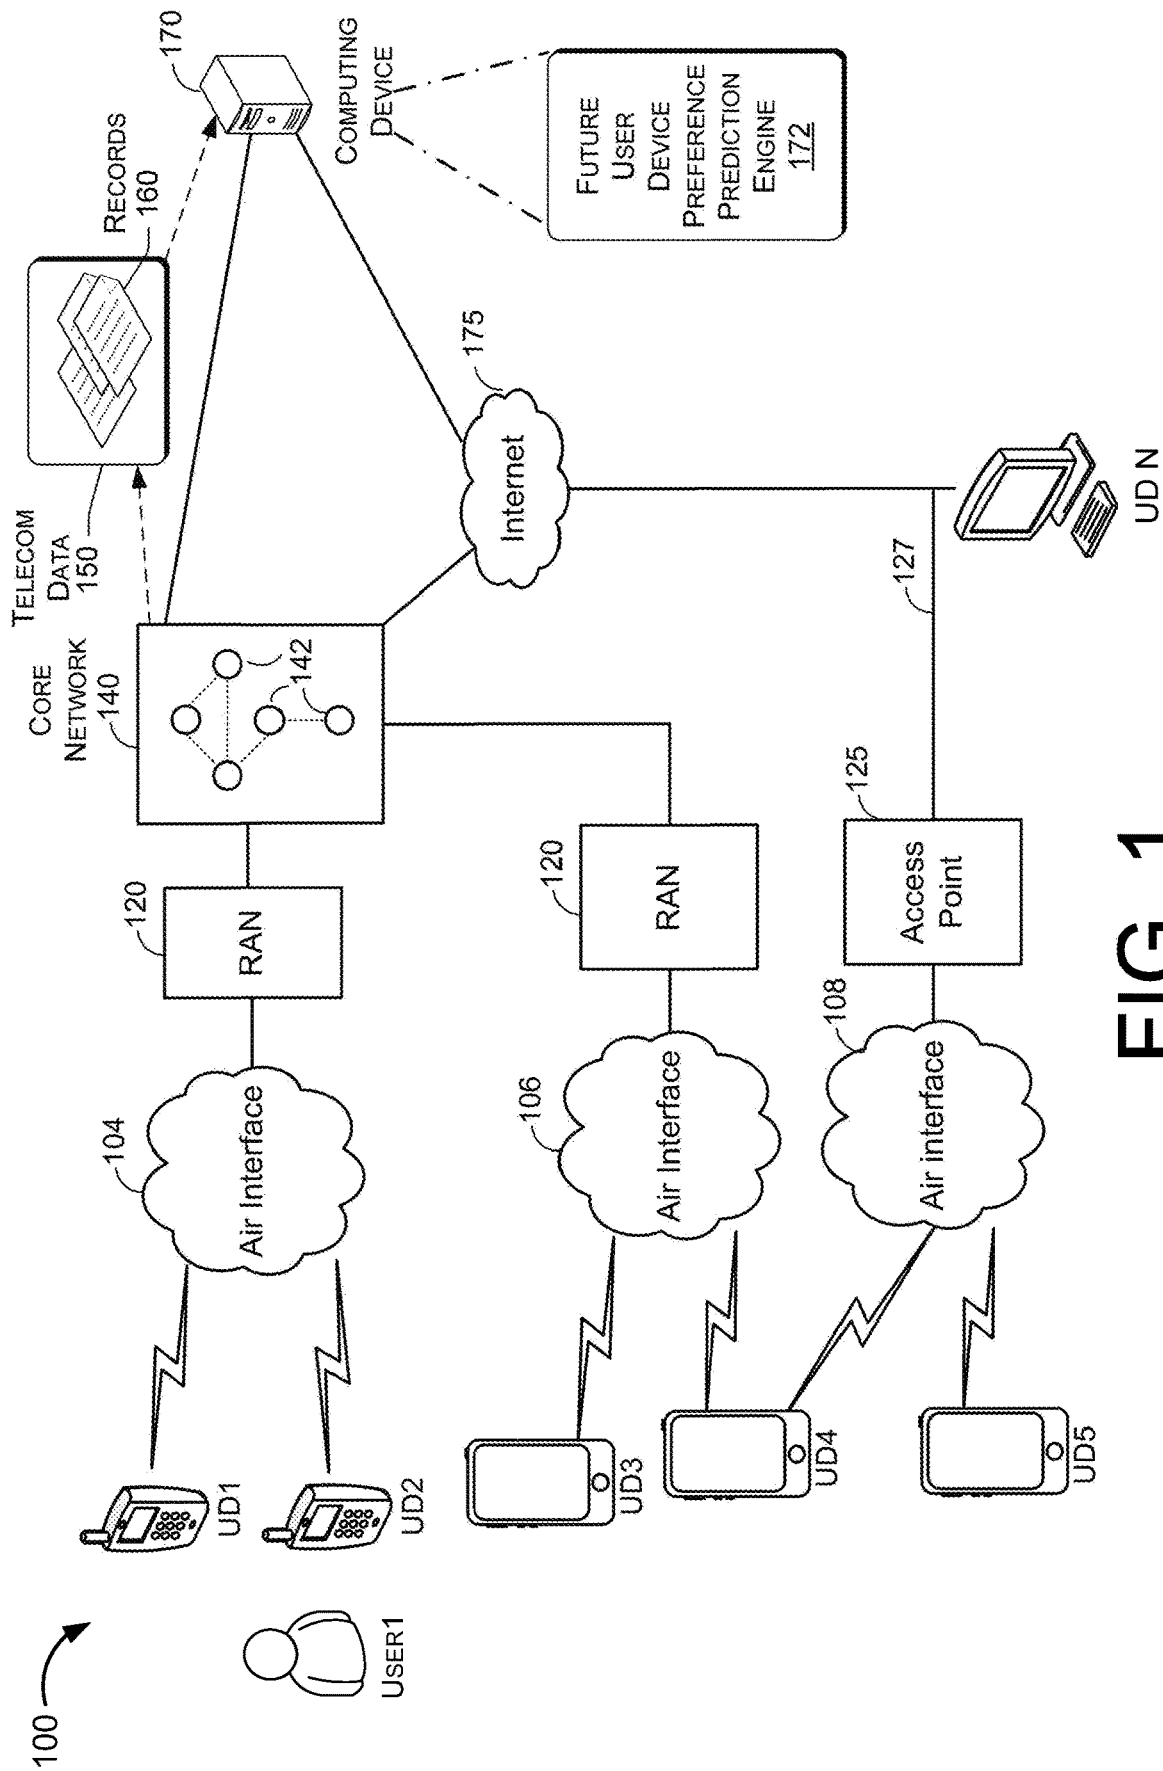 100
USER1
UD1
UD2
UD3
UD4
UD5
104
Air Interface
106
Air Interface
108
Air interface
120
RAN
120
RAN
125
Access
Point
127
CORE
NETWORK
140
142
TELECOM
DATA
150
RECORDS
160
170
COMPUTING
DEVICE
FUTURE
USER
DEVICE
PREFERENCE
PREDICTION
ENGINE
172
175
Internet
UD N
FIG. 1